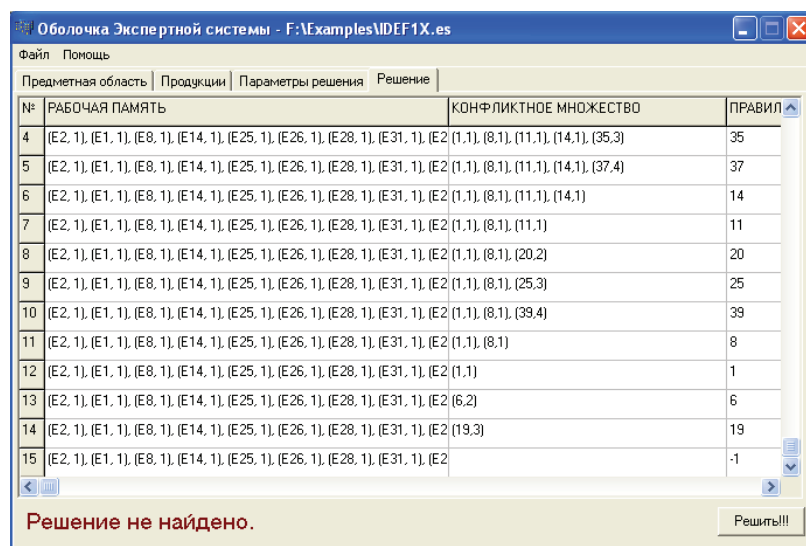 Оболочка Экспертной системы - F:\Examples\IDEF1X.es
Файл Помощь
Предметная область Продукции Параметры решения Решение
№ РАБОЧАЯ ПАМЯТЬ КОНФЛИКТНОЕ МНОЖЕСТВО ПРАВИЛ
4 (E2, 1), (E1, 1), (E8, 1), (E14, 1), (E25, 1), (E26, 1), (E28, 1), (E31, 1), (E2 (1,1), (8,1), (11,1), (14,1), (35,3) 35
5 (E2, 1), (E1, 1), (E8, 1), (E14, 1), (E25, 1), (E26, 1), (E28, 1), (E31, 1), (E2 (1,1), (8,1), (11,1), (14,1), (37,4) 37
6 (E2, 1), (E1, 1), (E8, 1), (E14, 1), (E25, 1), (E26, 1), (E28, 1), (E31, 1), (E2 (1,1), (8,1), (11,1), (14,1) 14
7 (E2, 1), (E1, 1), (E8, 1), (E14, 1), (E25, 1), (E26, 1), (E28, 1), (E31, 1), (E2 (1,1), (8,1), (11,1) 11
8 (E2, 1), (E1, 1), (E8, 1), (E14, 1), (E25, 1), (E26, 1), (E28, 1), (E31, 1), (E2 (1,1), (8,1), (20,2) 20
9 (E2, 1), (E1, 1), (E8, 1), (E14, 1), (E25, 1), (E26, 1), (E28, 1), (E31, 1), (E2 (1,1), (8,1), (25,3) 25
10 (E2, 1), (E1, 1), (E8, 1), (E14, 1), (E25, 1), (E26, 1), (E28, 1), (E31, 1), (E2 (1,1), (8,1), (39,4) 39
11 (E2, 1), (E1, 1), (E8, 1), (E14, 1), (E25, 1), (E26, 1), (E28, 1), (E31, 1), (E2 (1,1), (8,1) 8
12 (E2, 1), (E1, 1), (E8, 1), (E14, 1), (E25, 1), (E26, 1), (E28, 1), (E31, 1), (E2 (1,1) 1
13 (E2, 1), (E1, 1), (E8, 1), (E14, 1), (E25, 1), (E26, 1), (E28, 1), (E31, 1), (E2 (6,2) 6
14 (E2, 1), (E1, 1), (E8, 1), (E14, 1), (E25, 1), (E26, 1), (E28, 1), (E31, 1), (E2 (19,3) 19
15 (E2, 1), (E1, 1), (E8, 1), (E14, 1), (E25, 1), (E26, 1), (E28, 1), (E31, 1), (E2 -1
Решение не найдено. Решить!!!